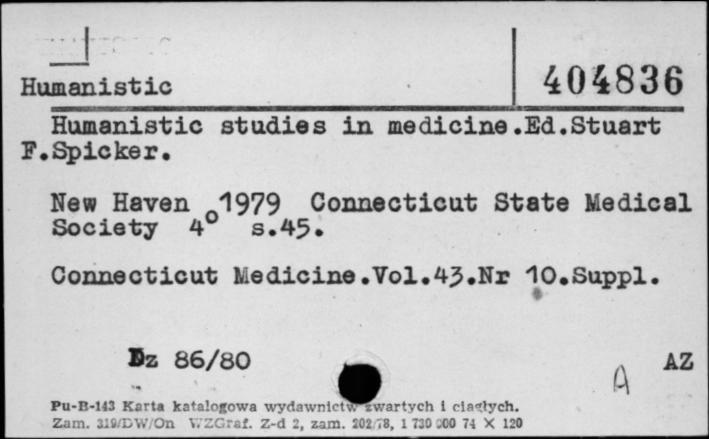 Humanistic
404836
Humanistic studies in medicine.Ed.Stuart
F.Spicker.
New Haven 1979 Connecticut State Medical
Society 4° s.45.
Connecticut Medicine.Vol.43.Nr 10.Suppl.
Dz 86/80
A
AZ
Pu-B-143 Karta katalogowa wydawnictw zwartych i ciągłych.
Zam. 319/DW/On WZGraf. Z-d 2, zam. 202/78, 1 730 000 74 X 120